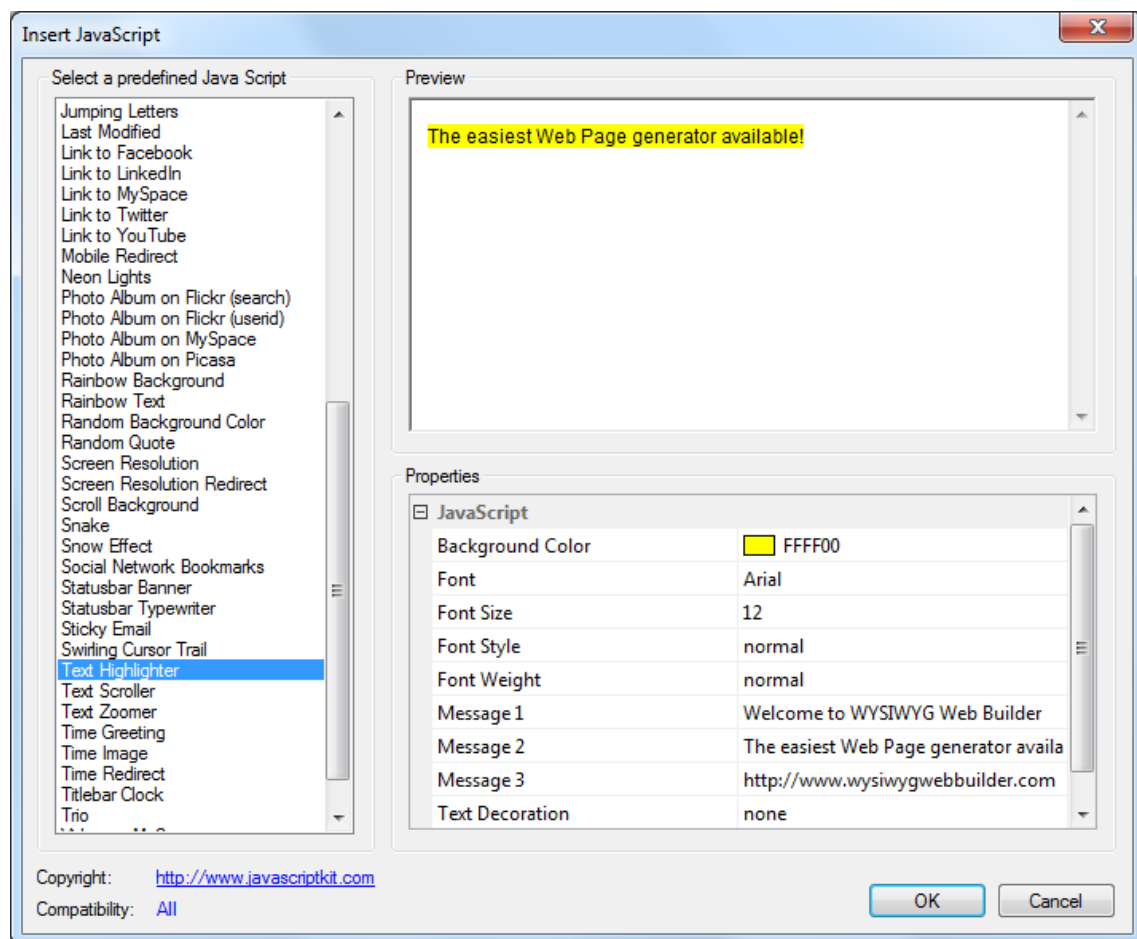 Insert JavaScript
Select a predefined Java Script
Jumping Letters
Last Modified
Link to Facebook
Link to LinkedIn
Link to MySpace
Link to Twitter
Link to YouTube
Mobile Redirect
Neon Lights
Photo Album on Flickr (search)
Photo Album on Flickr (userid)
Photo Album on MySpace
Photo Album on Picasa
Rainbow Background
Rainbow Text
Random Background Color
Random Quote
Screen Resolution
Screen Resolution Redirect
Scroll Background
Snake
Snow Effect
Social Network Bookmarks
Statusbar Banner
Statusbar Typewriter
Sticky Email
Swirling Cursor Trail
Text Highlighter
Text Scroller
Text Zoomer
Time Greeting
Time Image
Time Redirect
Titlebar Clock
Trio
Preview
The easiest Web Page generator available!
Properties
JavaScript
Background Color FFFF00
Font Arial
Font Size 12
Font Style normal
Font Weight normal
Message 1 Welcome to WYSIWYG Web Builder
Message 2 The easiest Web Page generator availa
Message 3 http://www.wysiwygwebbuilder.com
Text Decoration none
Copyright: http://www.javascriptkit.com
Compatibility: All
OK Cancel